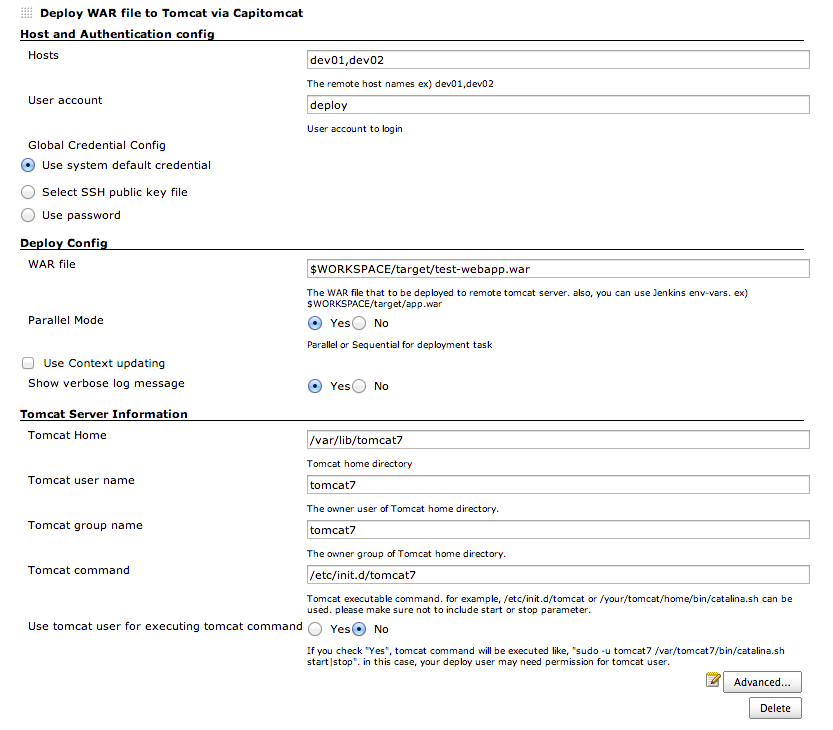 Deploy WAR file to Tomcat via Capitomcat
Host and Authentication config
Hosts
dev01,dev02
The remote host names ex) dev01,dev02
User account
deploy
User account to login
Global Credential Config
Use system default credential
Select SSH public key file
Use password
Deploy Config
WAR file
$WORKSPACE/target/test-webapp.war
The WAR file that to be deployed to remote tomcat server. also, you can use Jenkins env-vars. ex)
$WORKSPACE/target/app.war
Parallel Mode
Yes No
Parallel or Sequential for deployment task
Use Context updating
Show verbose log message
Yes No
Tomcat Server Information
Tomcat Home
/var/lib/tomcat7
Tomcat home directory
Tomcat user name
tomcat7
The owner user of Tomcat home directory.
Tomcat group name
tomcat7
The owner group of Tomcat home directory.
Tomcat command
/etc/init.d/tomcat7
Tomcat executable command. for example, /etc/init.d/tomcat or /your/tomcat/home/bin/catalina.sh can be
used. please make sure not to include start or stop parameter.
Use tomcat user for executing tomcat command
Yes No
If you check "Yes", tomcat command will be executed like, "sudo -u tomcat7 /var/tomcat7/bin/catalina.sh
start|stop". in this case, your deploy user may need permission for tomcat user.
Advanced...
Delete